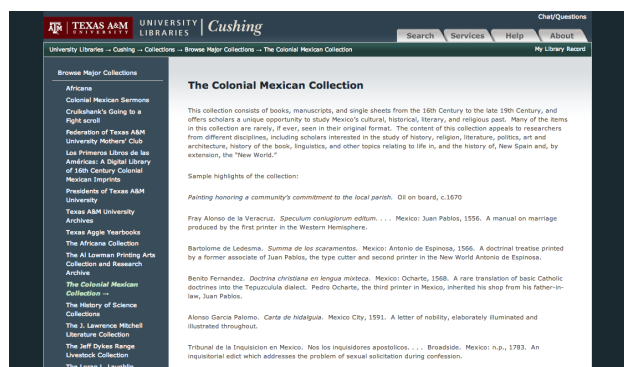 Chat/Questions
ATM TEXAS A&M UNIVERSITY
UNIVERSITY LIBRARIES
Cushing
Search Services Help About
University Libraries → Cushing → Collections → Browse Major Collections → The Colonial Mexican Collection
My Library Record
Browse Major Collections
Africana
Colonial Mexican Sermons
Cruikshank's Going to a
Fight scroll
Federation of Texas A&M
University Mothers' Club
Los Primeros Libros de las
Américas: A Digital Library
of 16th Century Colonial
Mexican Imprints
Presidents of Texas A&M
University
Texas A&M University
Archives
Texas Aggie Yearbooks
The Africana Collection
The Al Lowman Printing Arts
Collection and Research
Archive
The Colonial Mexican
Collection →
The History of Science
Collections
The J. Lawrence Mitchell
Literature Collection
The Jeff Dykes Range
Livestock Collection
The Loran L. Laughlin
The Colonial Mexican Collection
This collection consists of books, manuscripts, and single sheets from the 16th Century to the late 19th Century, and
offers scholars a unique opportunity to study Mexico's cultural, historical, literary, and religious past. Many of the items
in this collection are rarely, if ever, seen in their original format. The content of this collection appeals to researchers
from different disciplines, including scholars interested in the study of history, religion, literature, politics, art and
architecture, history of the book, linguistics, and other topics relating to life in, and the history of, New Spain and, by
extension, the "New World."
Sample highlights of the collection:
Painting honoring a community's commitment to the local parish. Oil on board, c.1670
Fray Alonso de la Veracruz. Speculum coniugiorum editum. . . . Mexico: Juan Pablos, 1556. A manual on marriage
produced by the first printer in the Western Hemisphere.
Bartolome de Ledesma. Summa de los scaramentos. Mexico: Antonio de Espinosa, 1566. A doctrinal treatise printed
by a former associate of Juan Pablos, the type cutter and second printer in the New World Antonio de Espinosa.
Benito Fernandez. Doctrina christiana en lengua mixteca. Mexico: Ocharte, 1568. A rare translation of basic Catholic
doctrines into the Tepuzculula dialect. Pedro Ocharte, the third printer in Mexico, inherited his shop from his father-in-
law, Juan Pablos.
Alonso Garcia Palomo. Carta de hidalguia. Mexico City, 1591. A letter of nobility, elaborately illuminated and
illustrated throughout.
Tribunal de la Inquisicion en Mexico. Nos los inquisidores apostolicos. . . . Broadside. Mexico: n.p., 1783. An
inquisitorial edict which addresses the problem of sexual solicitation during confession.